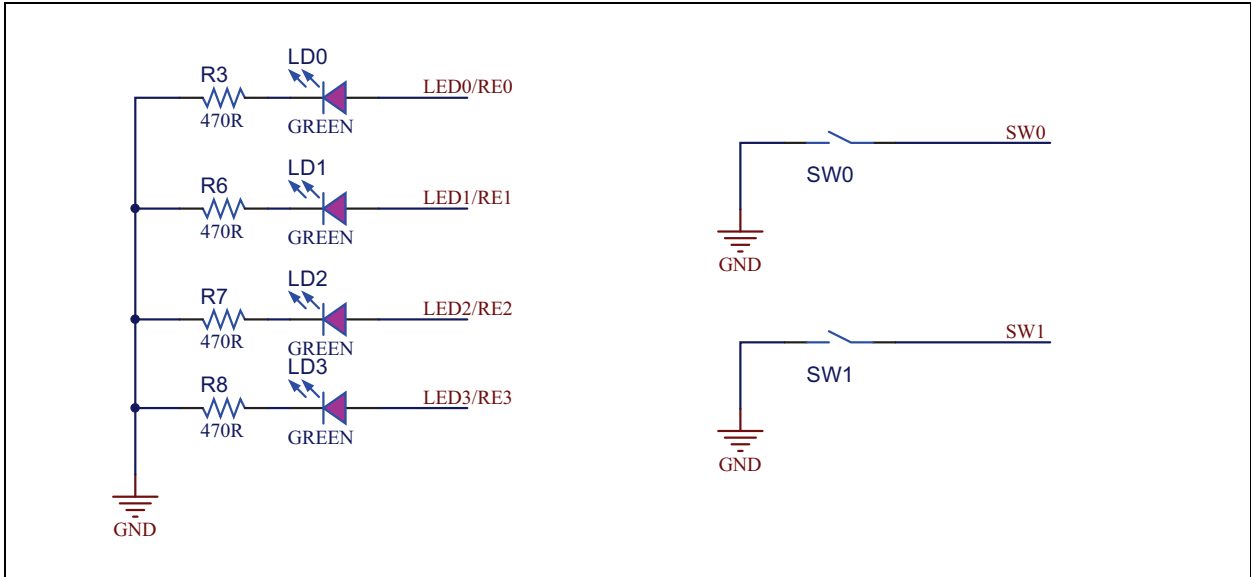 LD0
R3
LED0/RE0
470R
GREEN
LD1
R6
LED1/RE1
470R
GREEN
LD2
R7
LED2/RE2
470R
GREEN
LD3
R8
LED3/RE3
470R
GREEN
GND
SW0
SW0
GND
SW1
SW1
GND